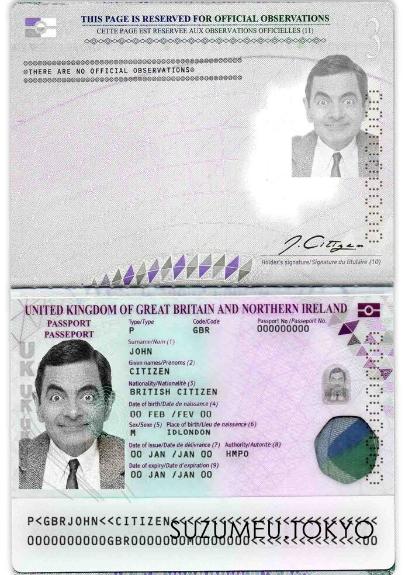 THIS PAGE IS RESERVED FOR OFFICIAL OBSERVATIONS
CETTE PAGE EST RESERVEE AUX OBSERVATIONS OFFICIELLES (11)
THERE ARE NO OFFICIAL OBSERVATIONS
3
J. Citizen
Holder's signature/Signature du titulaire (10)
UNITED KINGDOM OF GREAT BRITAIN AND NORTHERN IRELAND
PASSPORT
PASSEPORT
Type/Type Code/Code Passport No./Passeport No.
P GBR 000000000
Surname/Nom (1)
JOHN
Given names/Prénoms (2)
CITIZEN
Nationality/Nationalité (3)
BRITISH CITIZEN
Date of birth/Date de naissance (4)
00 FEB /FEV 00
Sex/Sexe (5) Place of birth/Lieu de naissance (6)
M IDLONDON
Date of issue/Date de délivrance (7) Authority/Autorité (8)
00 JAN /JAN 00 HMPO
Date of expiry/Date d'expiration (9)
00 JAN /JAN 00
P<GBRJOHN<<CITIZEN
SUZUMEU.TOKYO